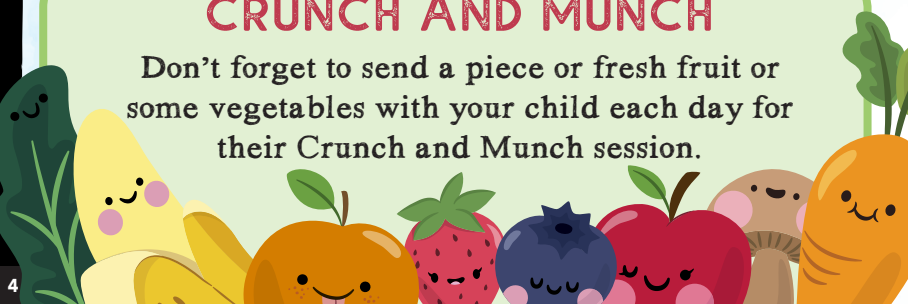 CRUNCH AND MUNCH
Don't forget to send a piece or fresh fruit or
some vegetables with your child each day for
their Crunch and Munch session.
4